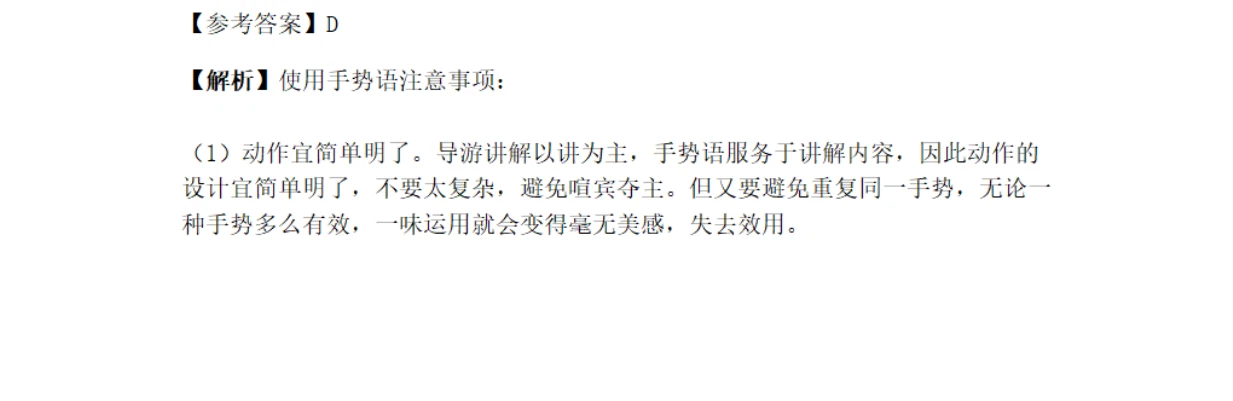 【参考答案】D
【解析】使用手势语注意事项：
（1）动作宜简单明了。导游讲解以讲为主，手势语服务于讲解内容，因此动作的
设计宜简单明了，不要太复杂，避免喧宾夺主。但又要避免重复同一手势，无论一
种手势多么有效，一味运用就会变得毫无美感，失去效用。